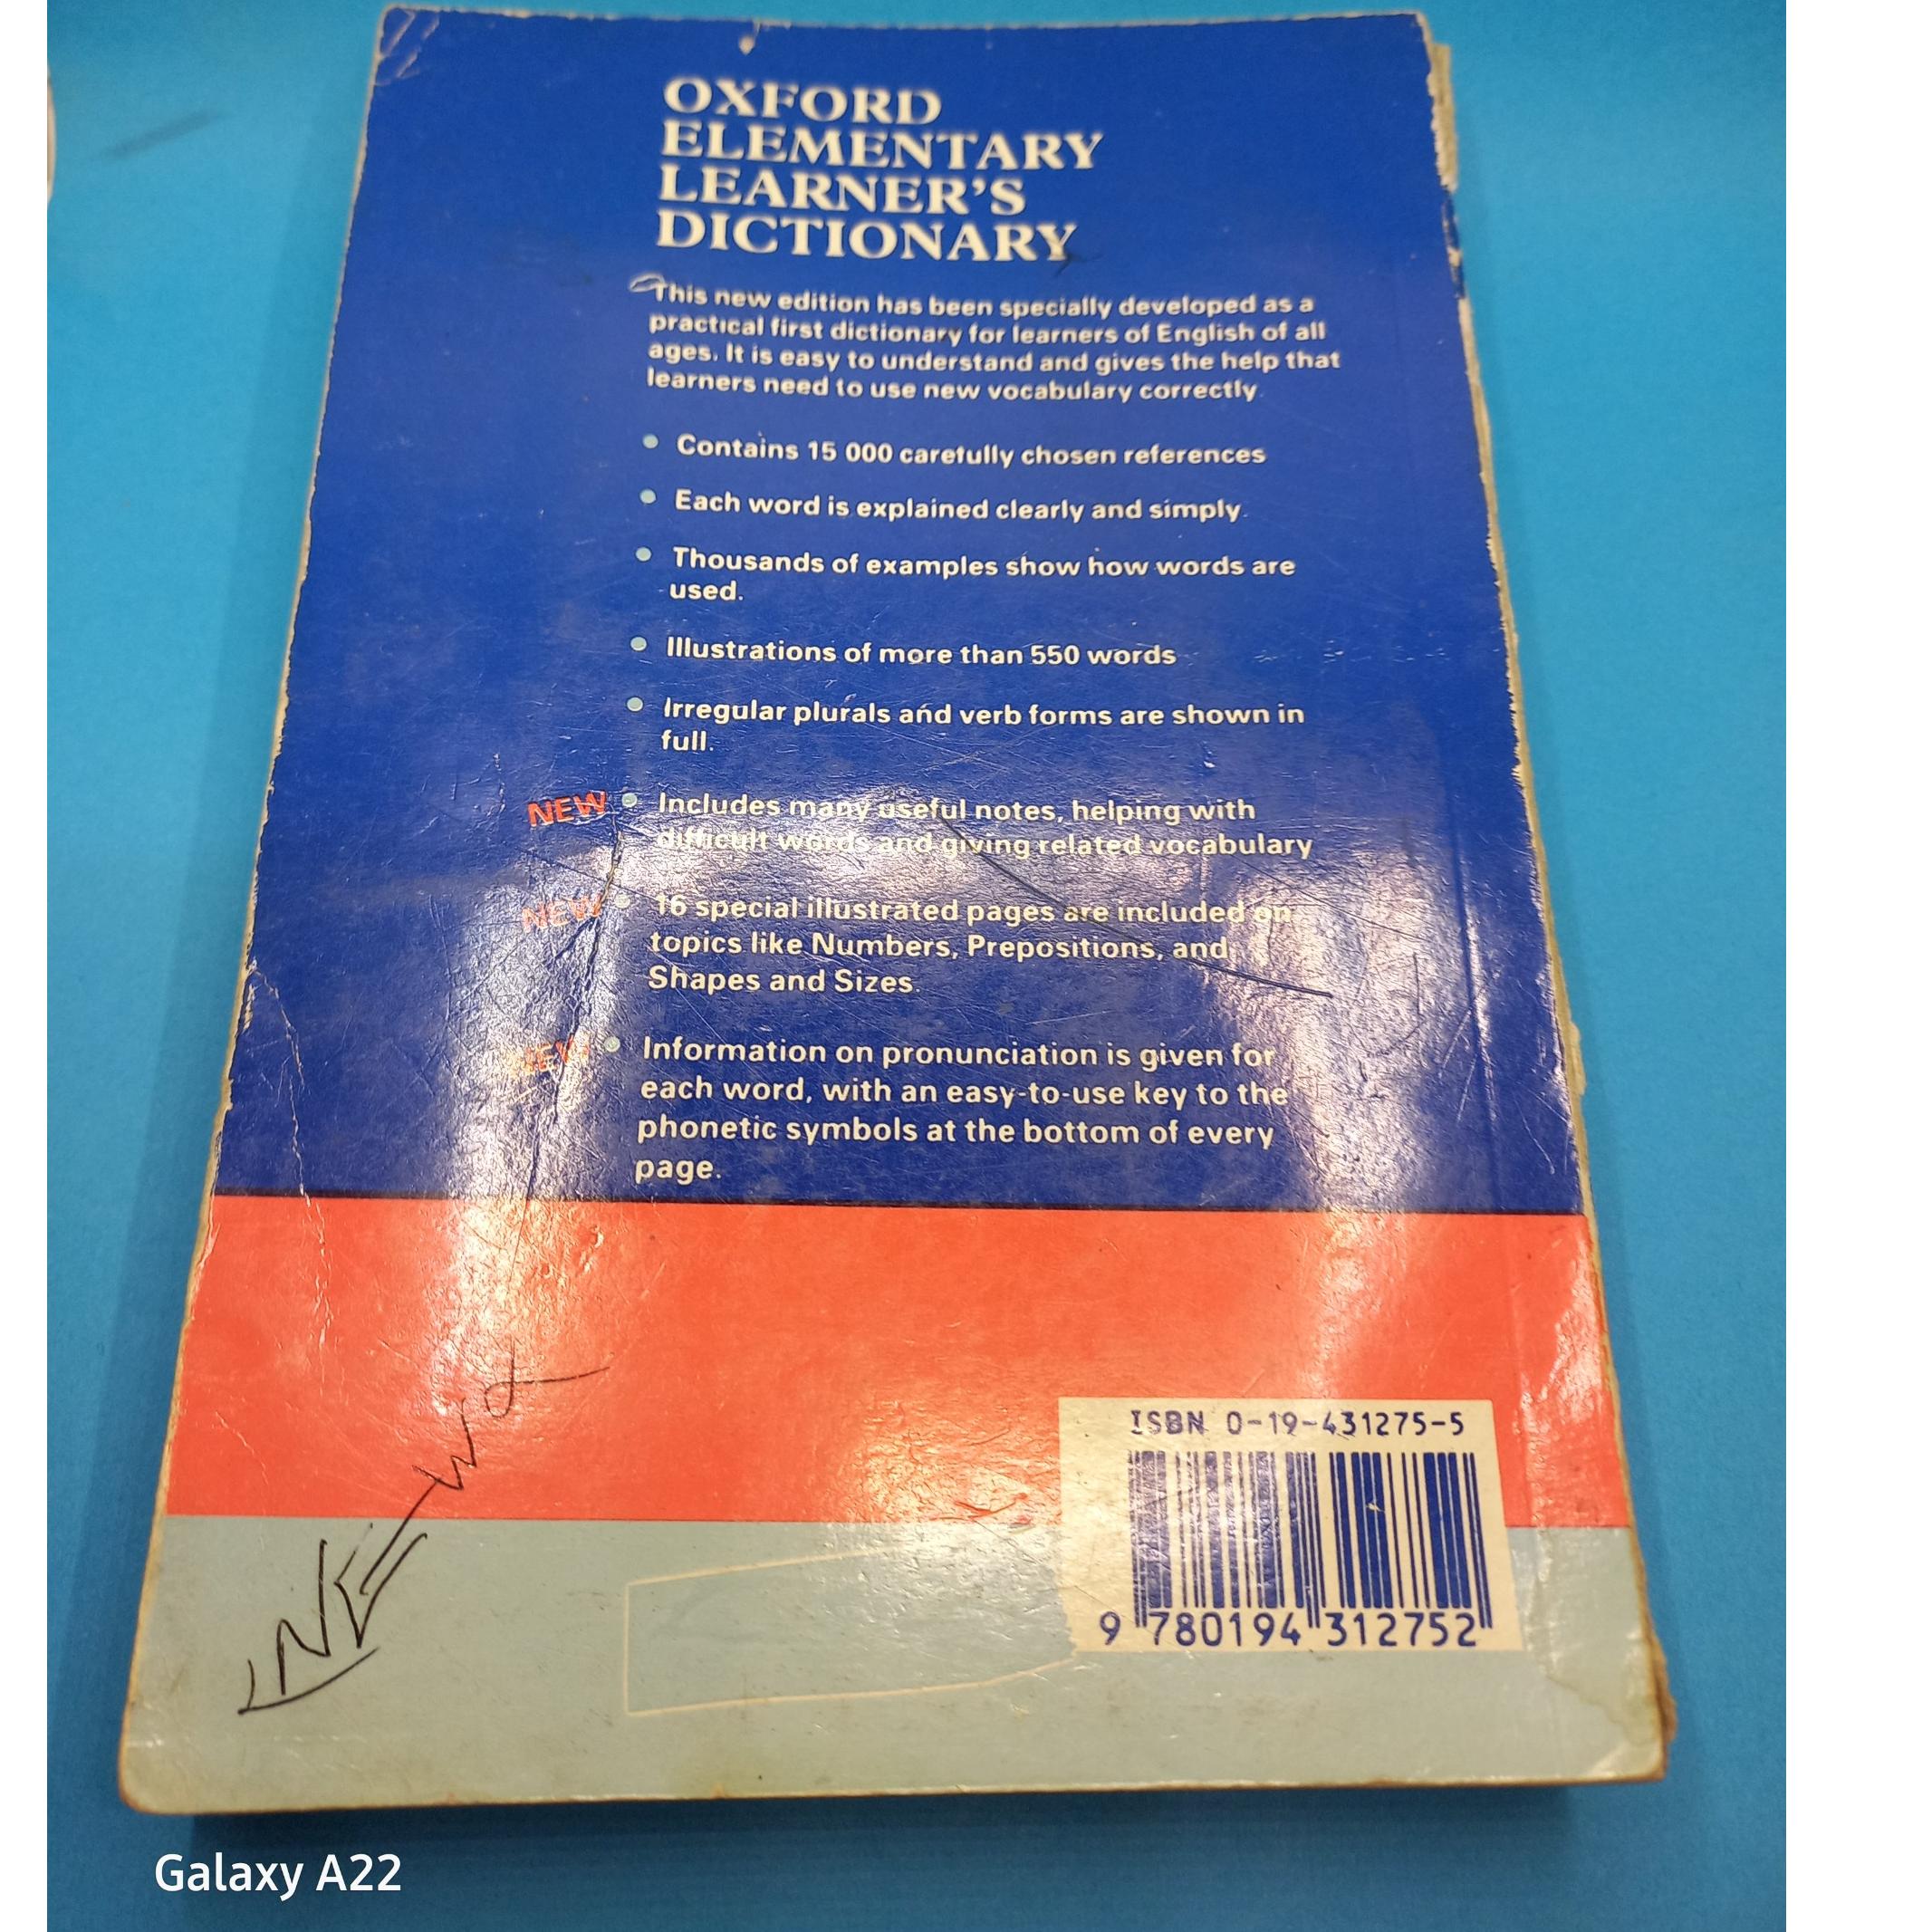 OXFORD
ELEMENTARY
LEARNER'S
DICTIONARY
This new edition has been specially developed as a
practical first dictionary for learners of English of all
ages. It is easy to understand and gives the help that
learners need to use new vocabulary correctly.
• Contains 15 000 carefully chosen references
• Each word is explained clearly and simply.
• Thousands of examples show how words are
used.
• Illustrations of more than 550 words
• Irregular plurals and verb forms are shown in
full.
NEW • Includes many useful notes, helping with
difficult words and giving related vocabulary
NEW • 16 special illustrated pages are included on
topics like Numbers, Prepositions, and
Shapes and Sizes.
NEW • Information on pronunciation is given for
each word, with an easy-to-use key to the
phonetic symbols at the bottom of every
page.
ISBN 0-19-431275-5
9 780194 312752
Galaxy A22